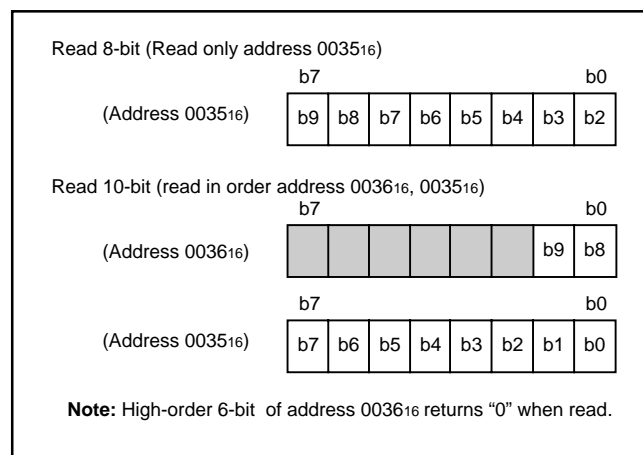 Read 8-bit (Read only address 003516)
b7 b0
(Address 003516) b9 b8 b7 b6 b5 b4 b3 b2
Read 10-bit (read in order address 003616, 003516)
b7 b0
(Address 003616) b9 b8
b7 b0
(Address 003516) b7 b6 b5 b4 b3 b2 b1 b0
Note: High-order 6-bit of address 003616 returns “0” when read.